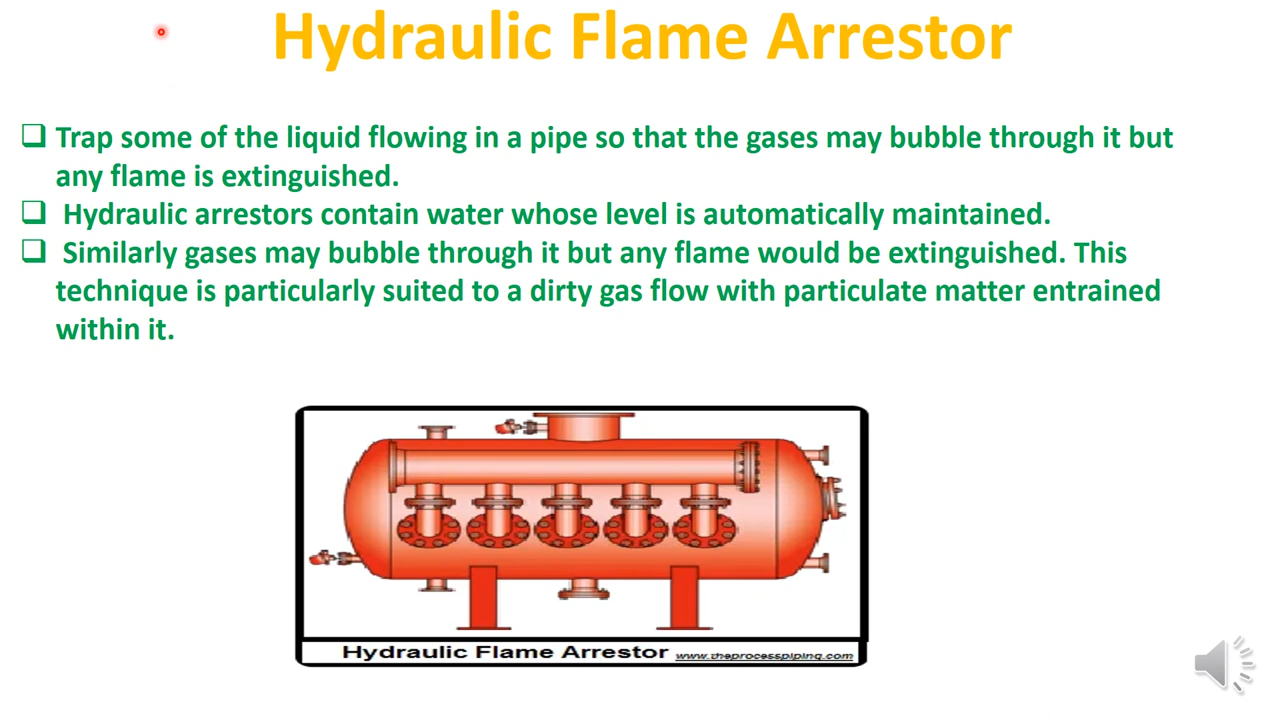 Hydraulic Flame Arrestor
❑ Trap some of the liquid flowing in a pipe so that the gases may bubble through it but
any flame is extinguished.
❑ Hydraulic arrestors contain water whose level is automatically maintained.
❑ Similarly gases may bubble through it but any flame would be extinguished. This
technique is particularly suited to a dirty gas flow with particulate matter entrained
within it.
Hydraulic Flame Arrestor www.theprocesspiping.com